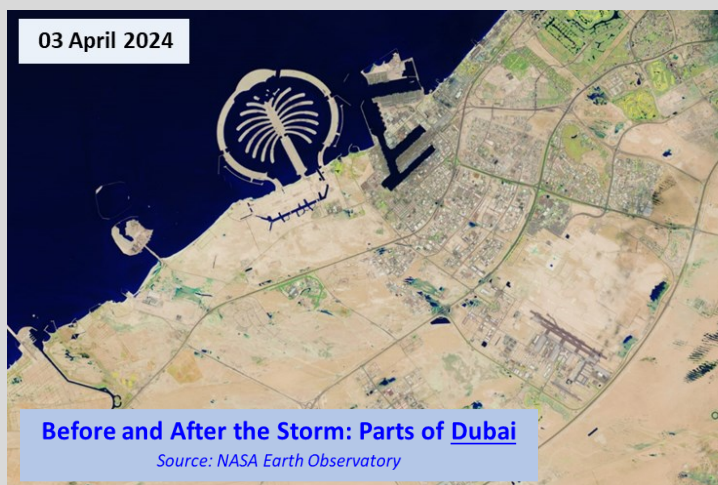 03 April 2024
Before and After the Storm: Parts of Dubai
Source: NASA Earth Observatory